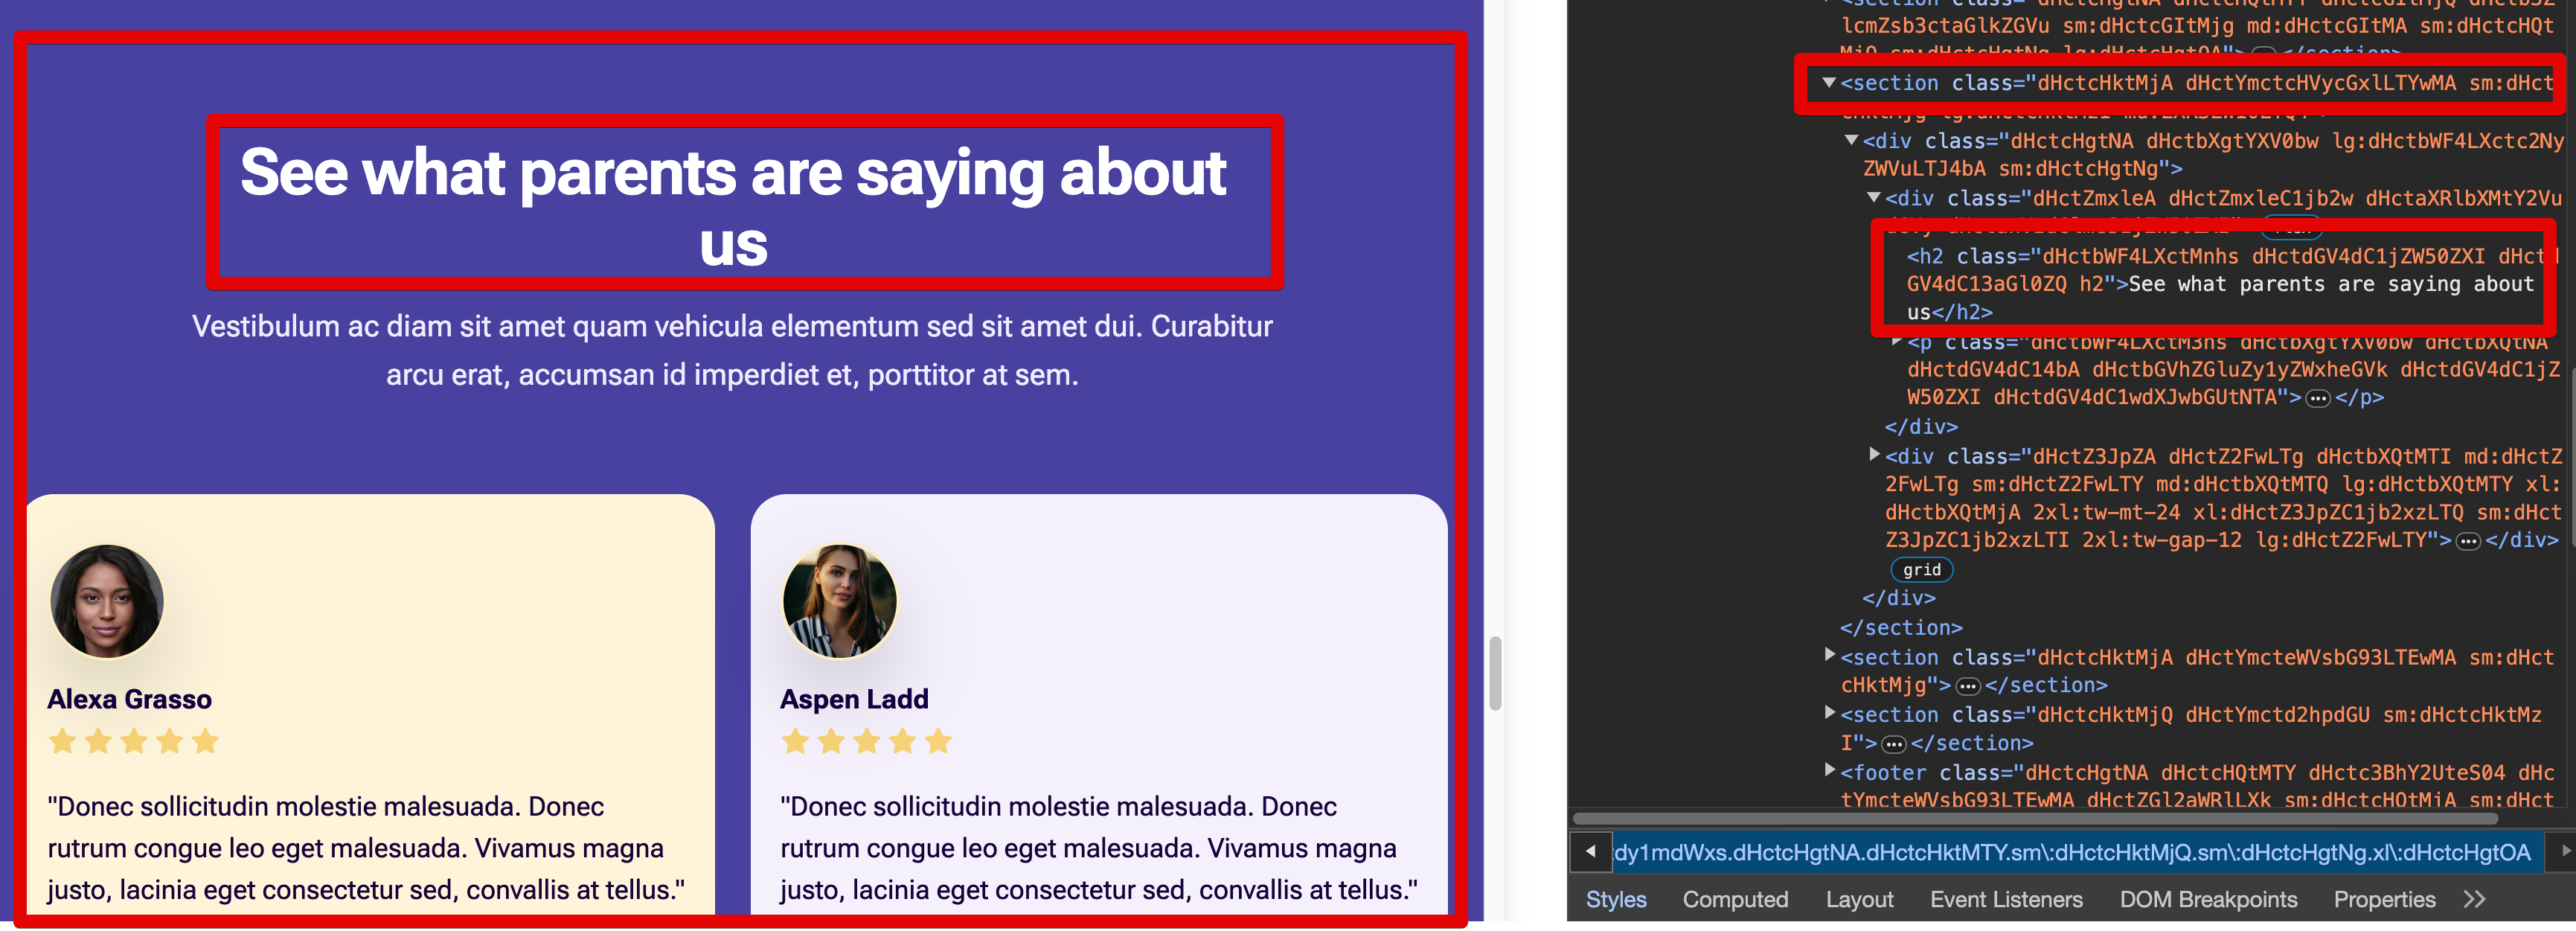 See what parents are saying about
us
Vestibulum ac diam sit amet quam vehicula elementum sed sit amet dui. Curabitur
arcu erat, accumsan id imperdiet et, porttitor at sem.
Alexa Grasso
"Donec sollicitudin molestie malesuada. Donec
rutrum congue leo eget malesuada. Vivamus magna
justo, lacinia eget consectetur sed, convallis at tellus."
Aspen Ladd
"Donec sollicitudin molestie malesuada. Donec
rutrum congue leo eget malesuada. Vivamus magna
justo, lacinia eget consectetur sed, convallis at tellus."
lcmZsb3ctaGlkZGVu sm:dHctcGItMjg md:dHctcGItMA sm:dHctcHQt
<section class="dHctcHktMjA dHctYmctcHVycGxlLTYwMA sm:dHct
<div class="dHctcHgtNA dHctbXgtYXV0bw lg:dHctbWF4LXctc2Ny
ZWVuLTJ4bA sm:dHctcHgtNg">
<div class="dHctZmxleA dHctZmxleC1jb2w dHctaXRlbXMtY2Vu
<h2 class="dHctbWF4LXctMnhs dHctdGV4dC1jZW50ZXI dHctd
GV4dC13aGl0ZQ h2">See what parents are saying about
us</h2>
<p class="dHctbWF4LXctM3hs dHctbXgtYXV0bw dHctbXQtNA
dHctdGV4dC14bA dHctbGVhZGluZy1yZWxheGVk dHctdGV4dC1jZ
W50ZXI dHctdGV4dC1wdXJwbGUtNTA">…</p>
</div>
<div class="dHctZ3JpZA dHctZ2FwLTg dHctbXQtMTI md:dHctZ
2FwLTg sm:dHctZ2FwLTY md:dHctbXQtMTQ lg:dHctbXQtMTY xl:
dHctbXQtMjA 2xl:tw-mt-24 xl:dHctZ3JpZC1jb2xzLTQ sm:dHct
Z3JpZC1jb2xzLTI 2xl:tw-gap-12 lg:dHctZ2FwLTY">…</div>
grid
</div>
</section>
<section class="dHctcHktMjA dHctYmcteWVsbG93LTEwMA sm:dHct
cHktMjg">…</section>
<section class="dHctcHktMjQ dHctYmctd2hpdGU sm:dHctcHktMz
I">…</section>
<footer class="dHctcHgtNA dHctcHQtMTY dHctc3BhY2UteS04 dHc
tYmcteWVsbG93LTEwMA dHctZGl2aWRlLXk sm:dHctcHQtMjA sm:dHct
dy1mdWxs.dHctcHgtNA.dHctcHktMTY.sm\:dHctcHktMjQ.sm\:dHctcHgtNg.xl\:dHctcHgtOA
Styles Computed Layout Event Listeners DOM Breakpoints Properties